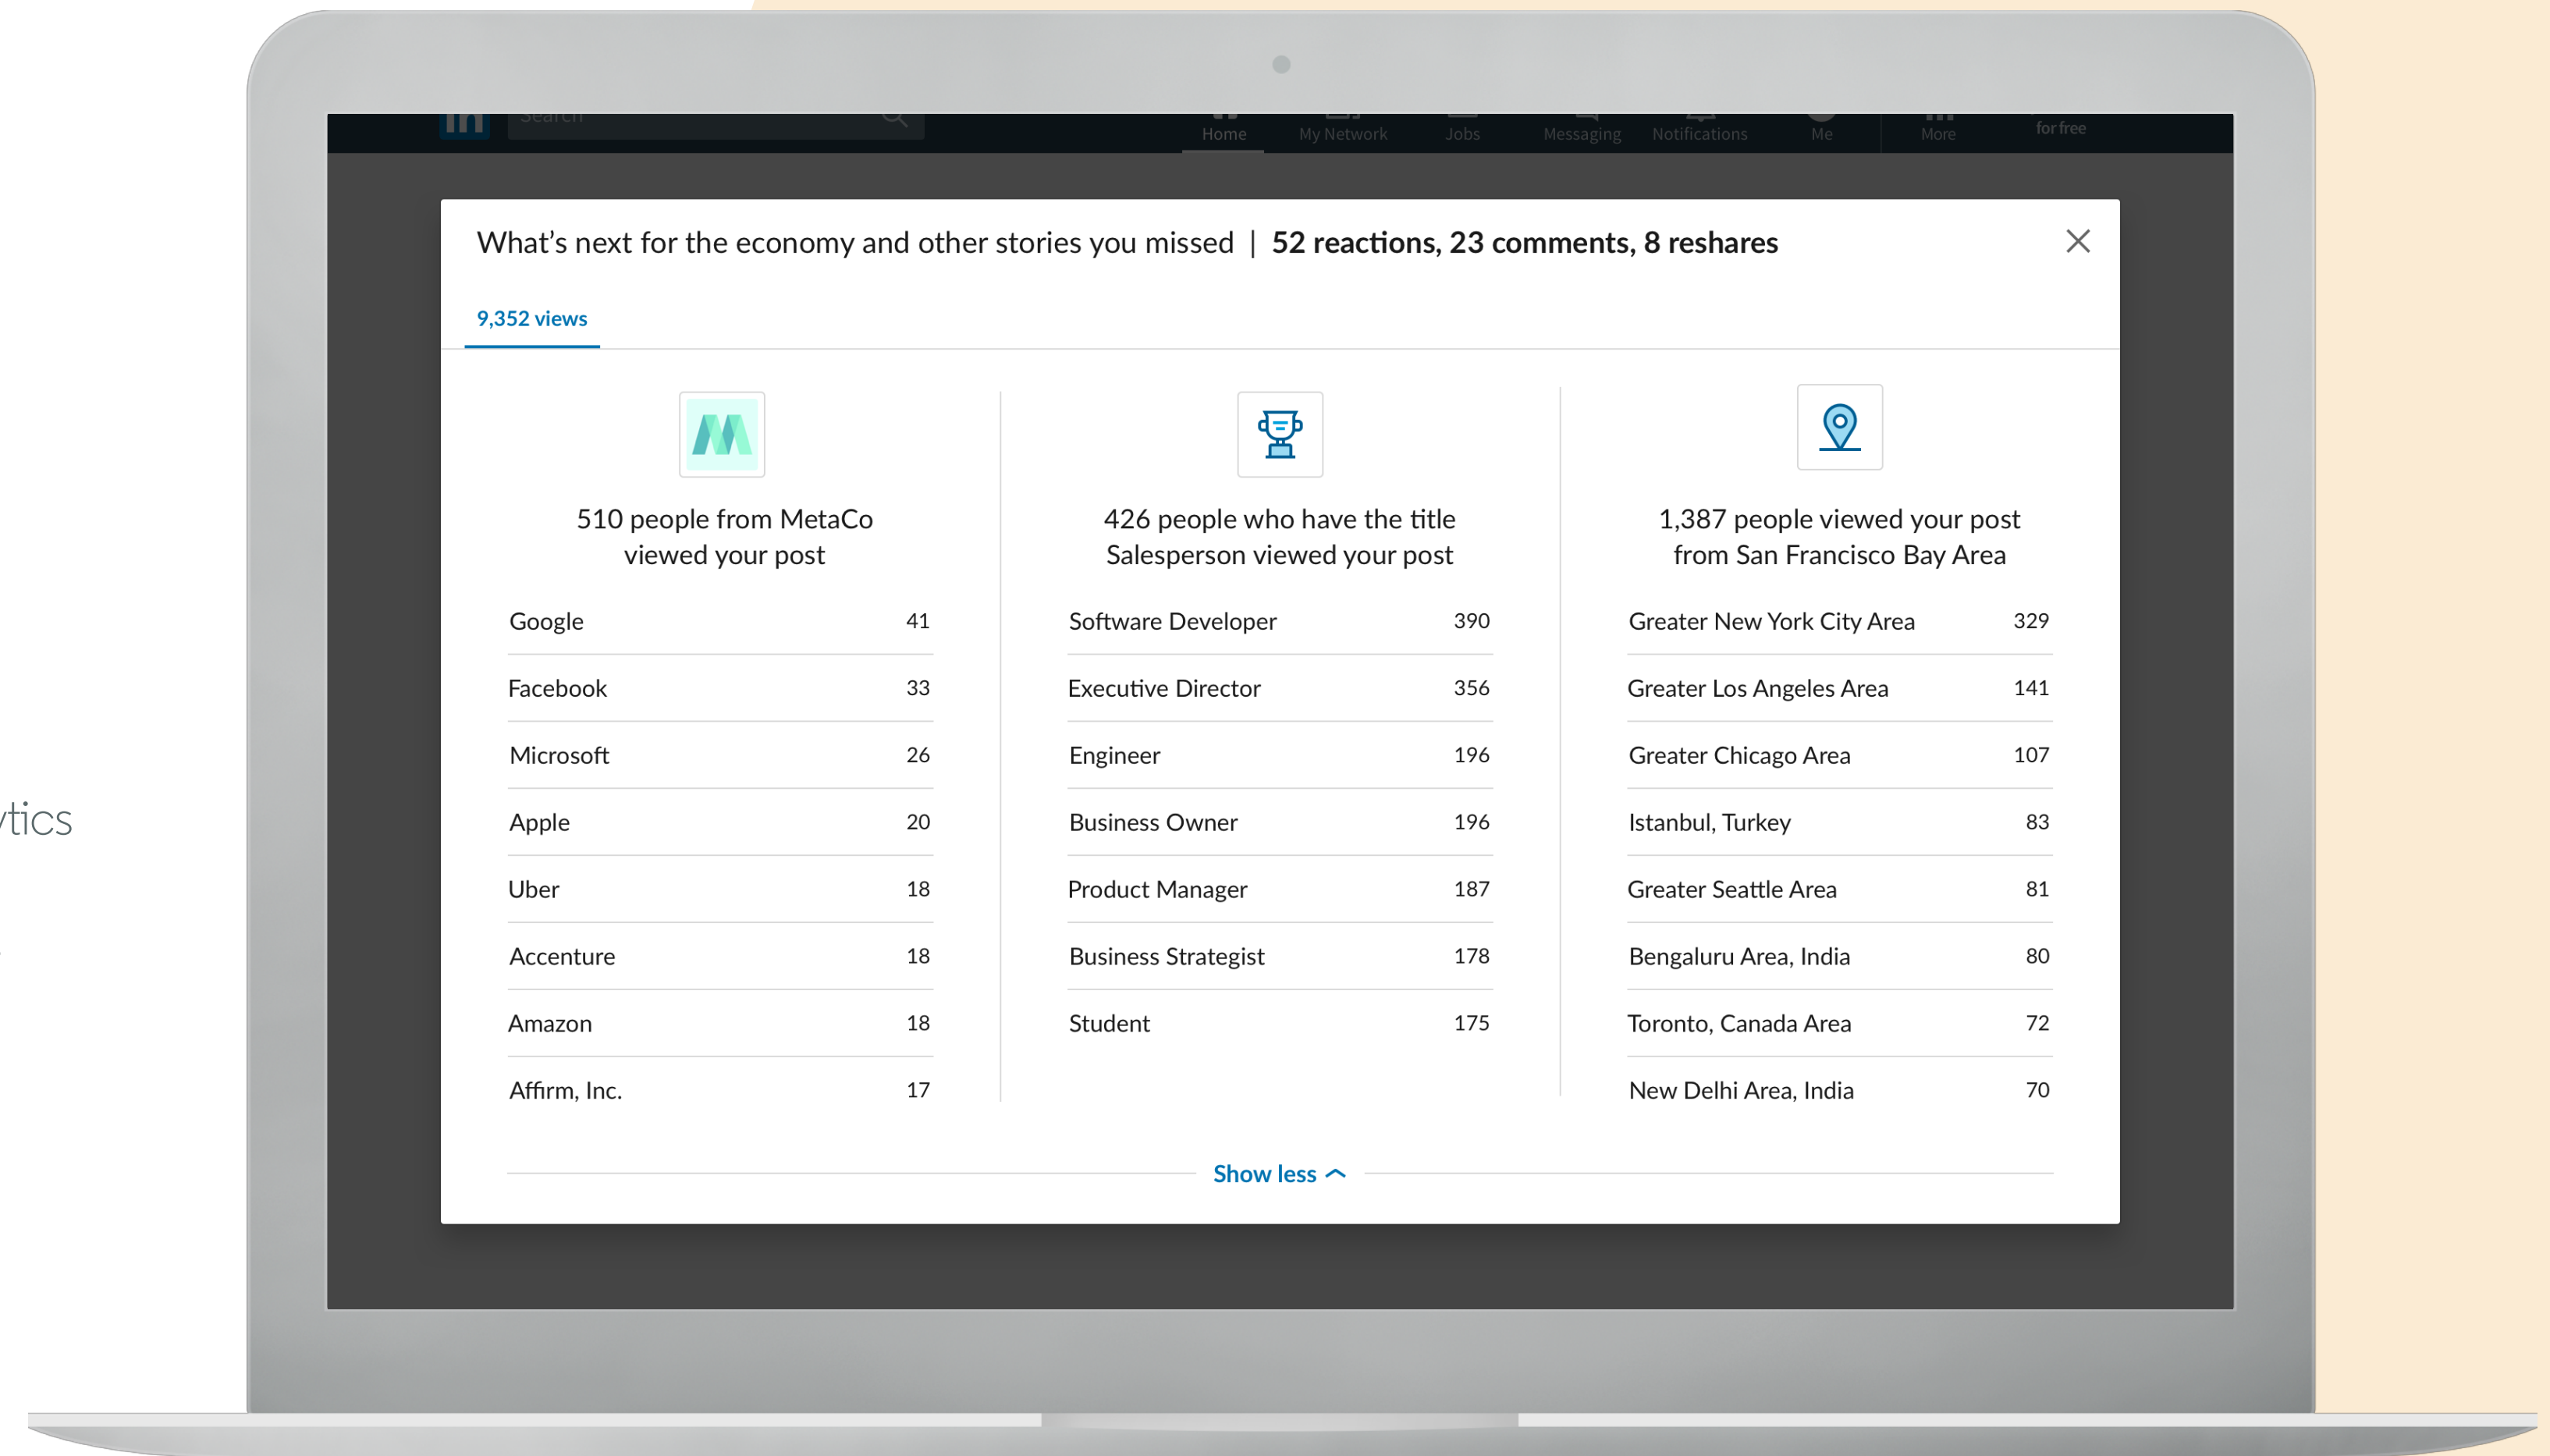 in
Search
Home
My Network
Jobs
Messaging
Notifications
Me
More
for free
What's next for the economy and other stories you missed | 52 reactions, 23 comments, 8 reshares
9,352 views
510 people from MetaCo
viewed your post
Google 41
Facebook 33
Microsoft 26
Apple 20
Uber 18
Accenture 18
Amazon 18
Affirm, Inc. 17
426 people who have the title
Salesperson viewed your post
Software Developer 390
Executive Director 356
Engineer 196
Business Owner 196
Product Manager 187
Business Strategist 178
Student 175
1,387 people viewed your post
from San Francisco Bay Area
Greater New York City Area 329
Greater Los Angeles Area 141
Greater Chicago Area 107
Istanbul, Turkey 83
Greater Seattle Area 81
Bengaluru Area, India 80
Toronto, Canada Area 72
New Delhi Area, India 70
Show less